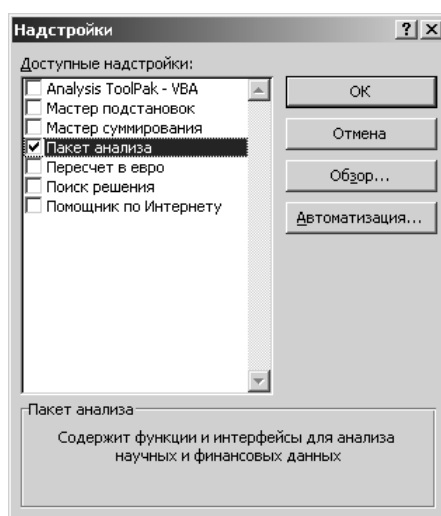 Надстройки
Доступные надстройки:
Analysis ToolPak - VBA
Мастер подстановок
Мастер суммирования
Пакет анализа
Пересчет в евро
Поиск решения
Помощник по Интернету
OK
Отмена
Обзор...
Автоматизация...
Пакет анализа
Содержит функции и интерфейсы для анализа
научных и финансовых данных